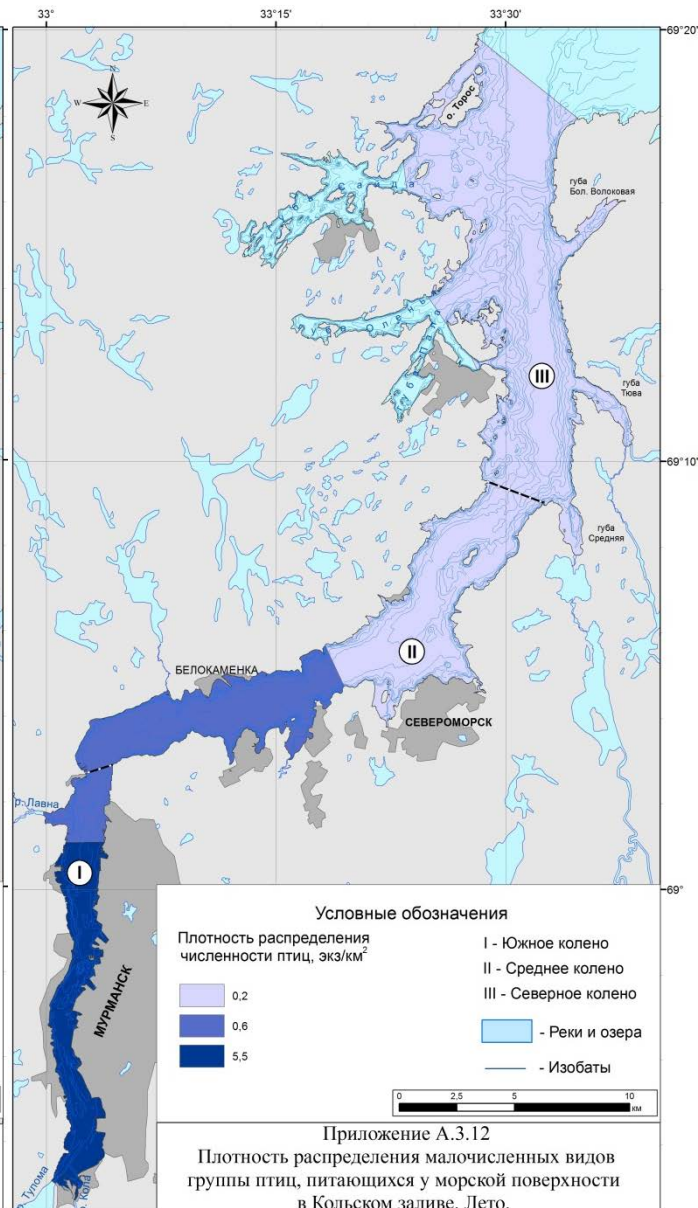 33°
33°15'
33°30'
69°20'
N
W
E
S
о. Торос
губа
Бол. Волоковая
III
губа
Тюва
69°10'
губа
Средняя
II
БЕЛОКАМЕНКА
СЕВЕРОМОРСК
р. Лавна
I
69°
МУРМАНСК
р. Тулома
р. Кола
Условные обозначения
Плотность распределения
численности птиц, экз/км²
0,2
0,6
5,5
I - Южное колено
II - Среднее колено
III - Северное колено
- Реки и озера
- Изобаты
0 2,5 5 10
км
Приложение А.3.12
Плотность распределения малочисленных видов
группы птиц, питающихся у морской поверхности
в Кольском заливе. Лето.